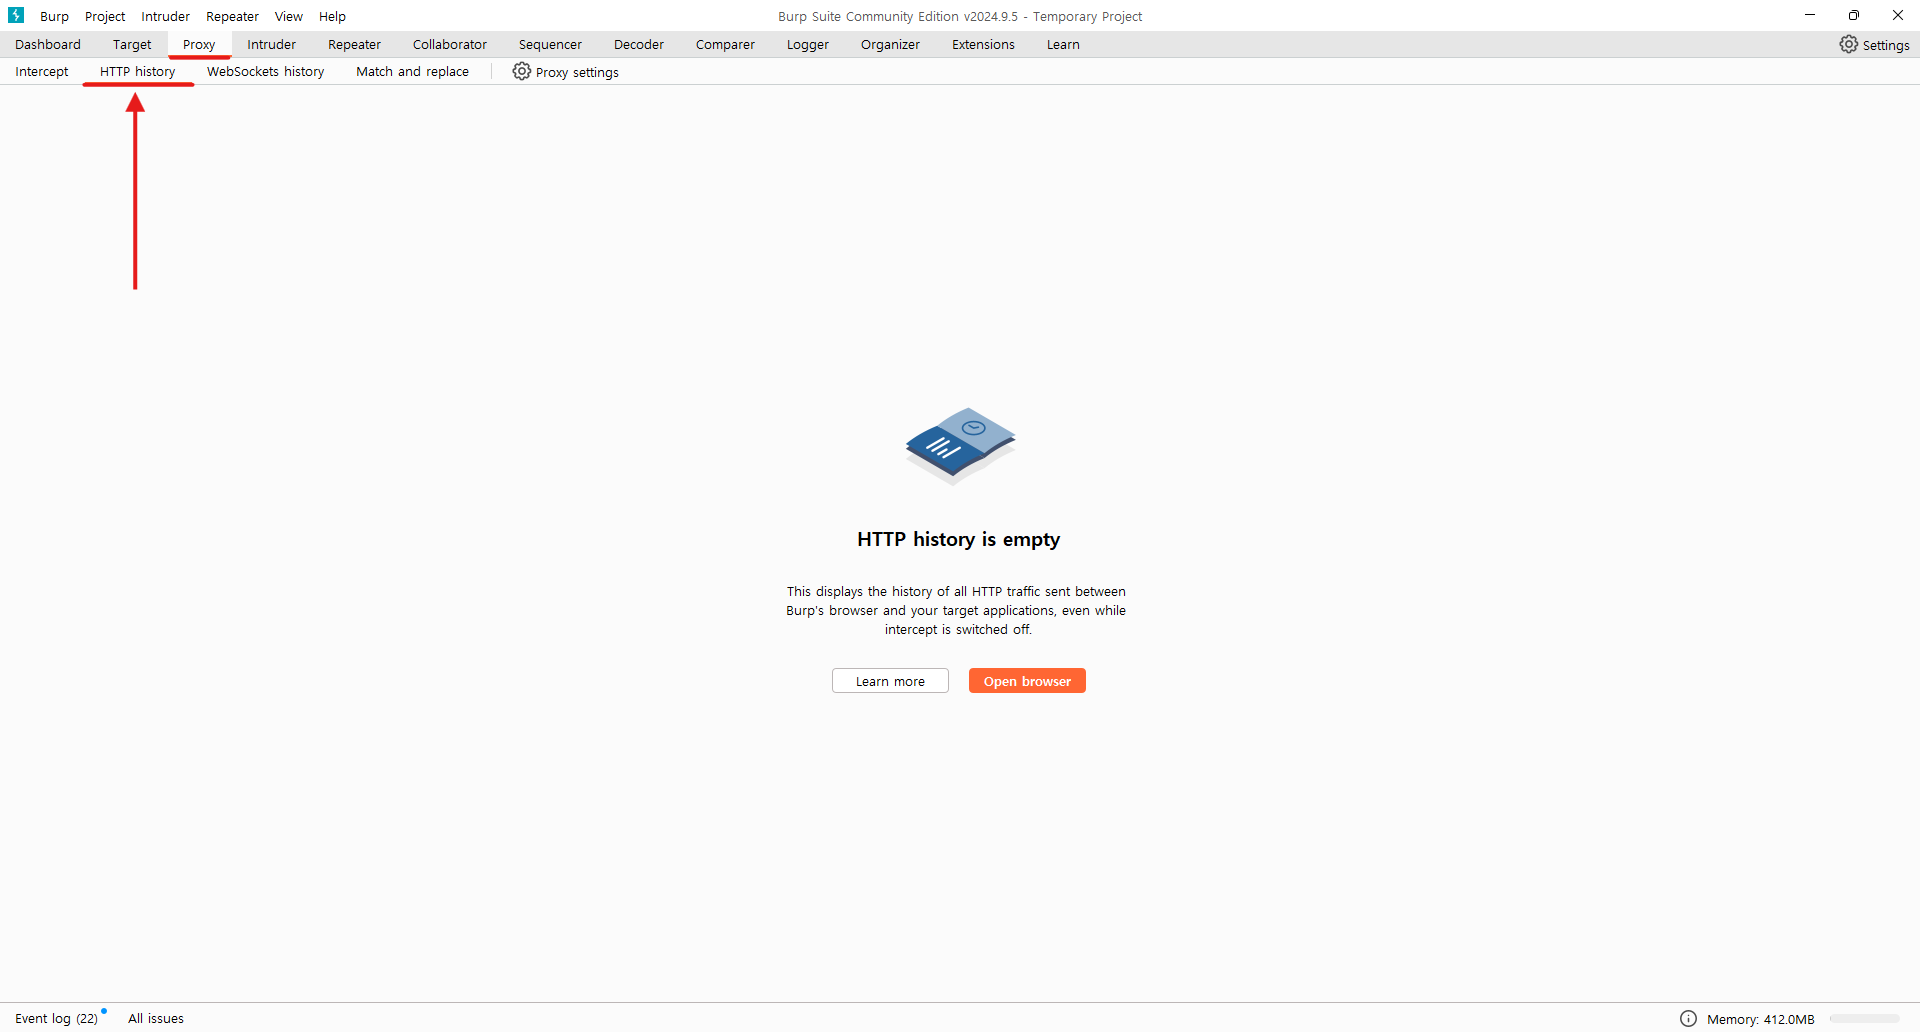 Burp Project Intruder Repeater View Help Burp Suite Community Edition v2024.9.5 - Temporary Project
Dashboard Target Proxy Intruder Repeater Collaborator Sequencer Decoder Comparer Logger Organizer Extensions Learn Settings
Intercept HTTP history WebSockets history Match and replace Proxy settings
HTTP history is empty
This displays the history of all HTTP traffic sent between
Burp's browser and your target applications, even while
intercept is switched off.
Learn more Open browser
Event log (22) All issues Memory: 412.0MB